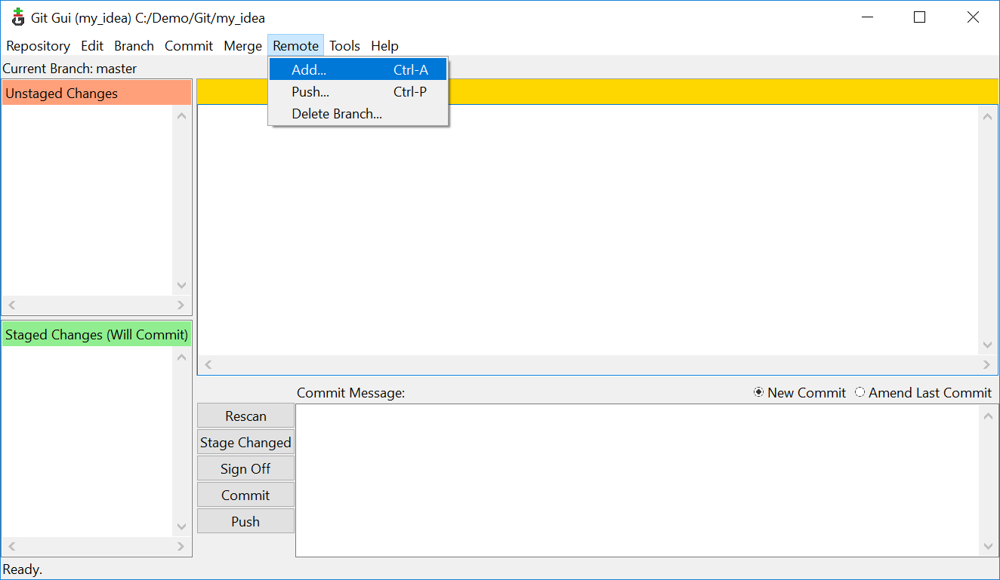 Git Gui (my_idea) C:/Demo/Git/my_idea
Repository Edit Branch Commit Merge Remote Tools Help
Current Branch: master
Add... Ctrl-A
Push... Ctrl-P
Delete Branch...
Unstaged Changes
Staged Changes (Will Commit)
Commit Message:
New Commit
Amend Last Commit
Rescan
Stage Changed
Sign Off
Commit
Push
Ready.